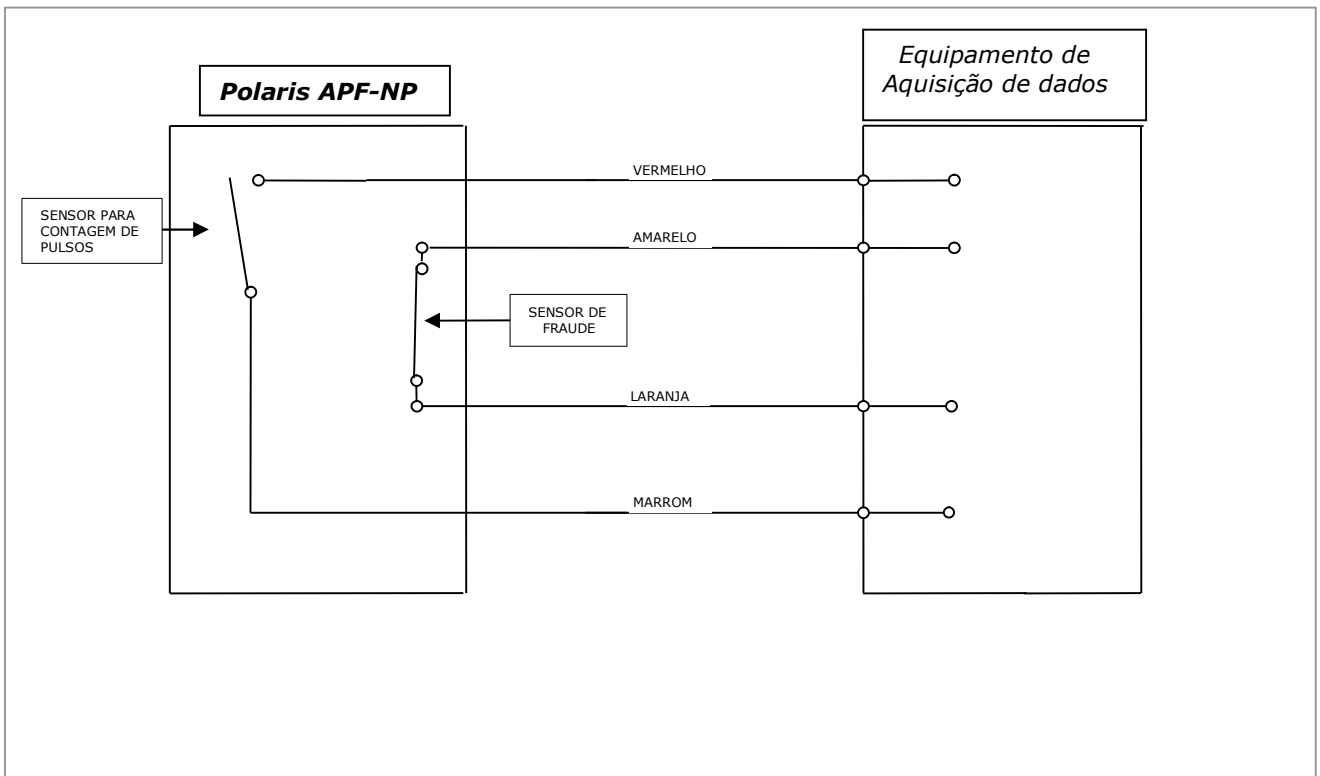 Polaris APF-NP
Equipamento de
Aquisição de dados
SENSOR PARA
CONTAGEM DE
PULSOS
VERMELHO
AMARELO
SENSOR DE
FRAUDE
LARANJA
MARROM